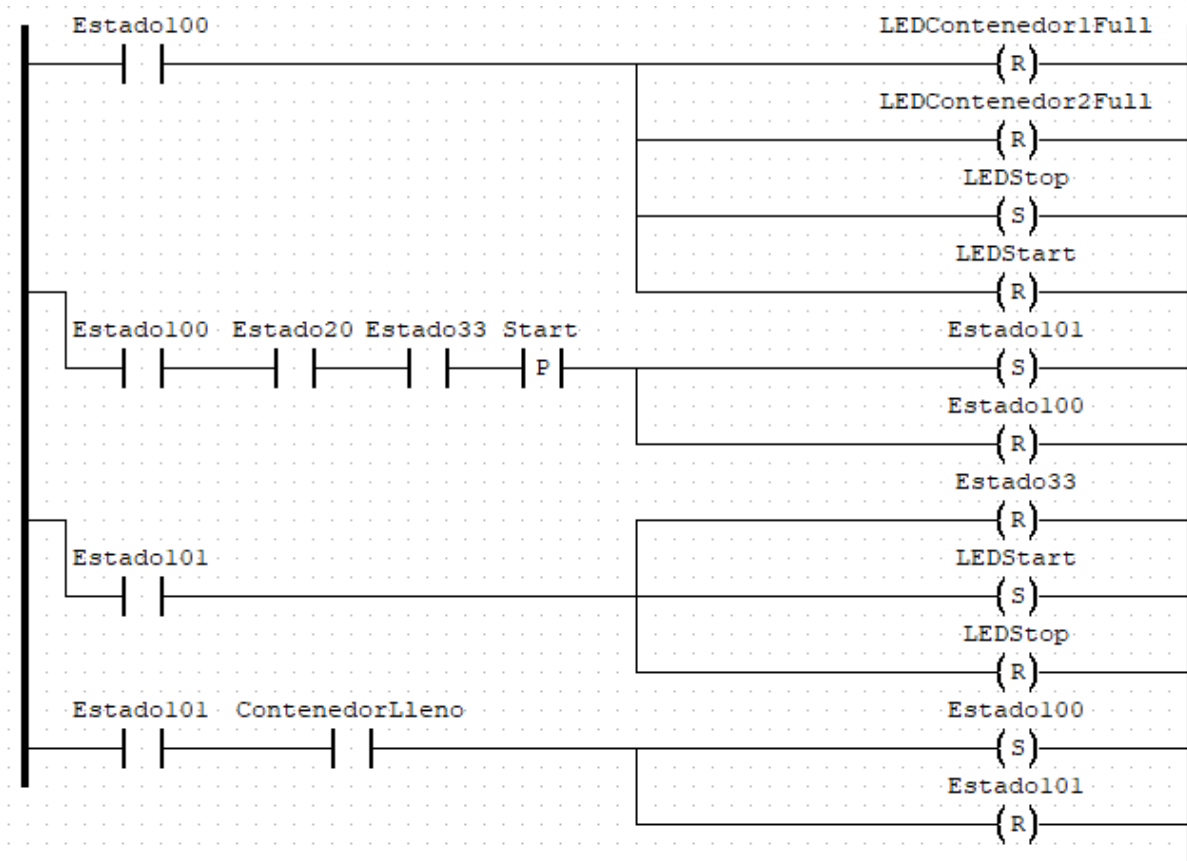 Estado100 LEDContenedor1Full
R
LEDContenedor2Full
R
LEDStop
S
LEDStart
R
Estado100 Estado20 Estado33 Start Estado101
P S
Estado100
R
Estado33
R
Estado101 LEDStart
S
LEDStop
R
Estado101 ContenedorLleno Estado100
S
Estado101
R